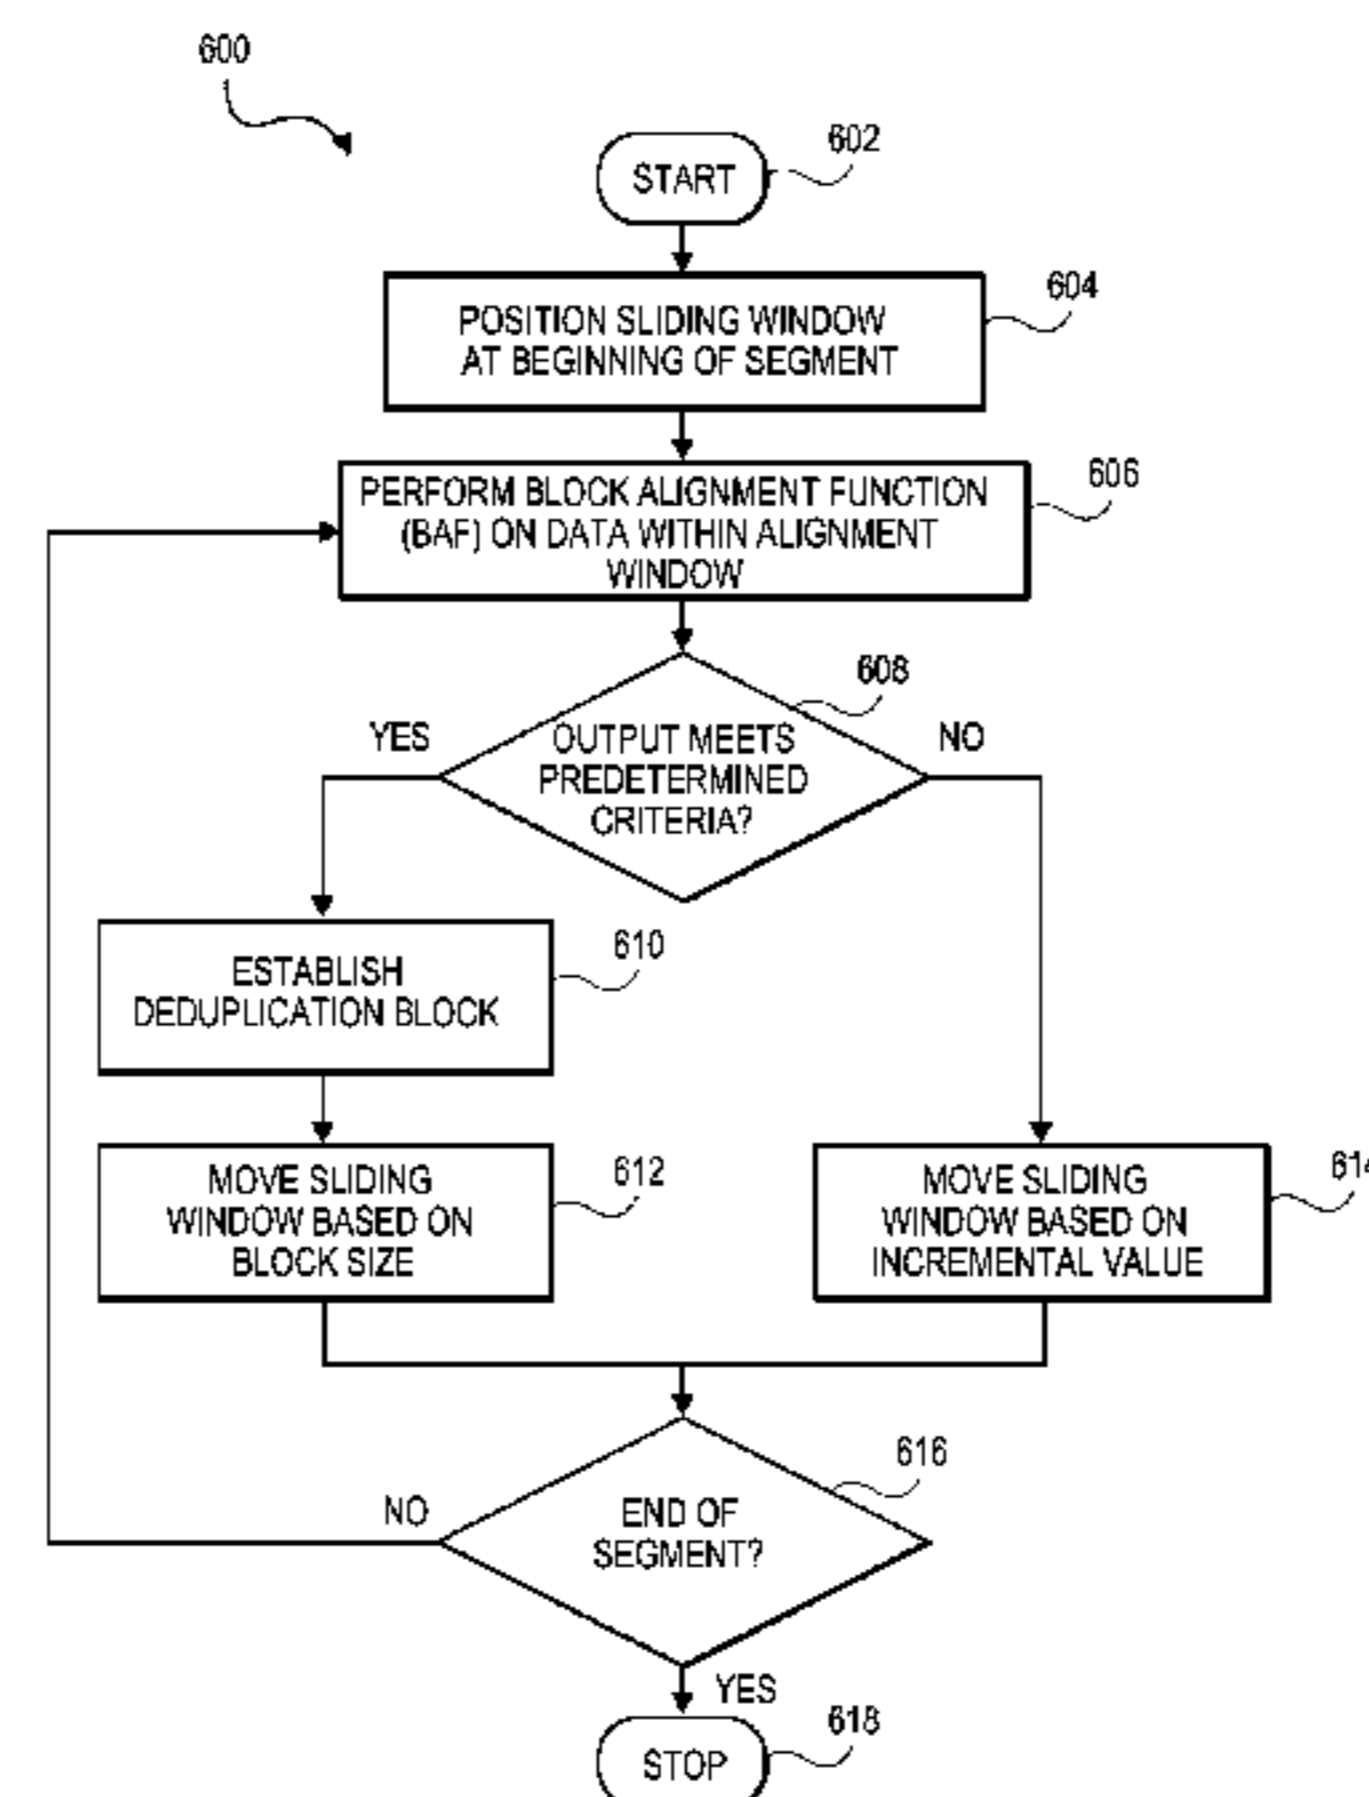 600
START
602
POSITION SLIDING WINDOW
AT BEGINNING OF SEGMENT
604
PERFORM BLOCK ALIGNMENT FUNCTION
(BAF) ON DATA WITHIN ALIGNMENT
WINDOW
606
608
YES
OUTPUT MEETS
PREDETERMINED
CRITERIA?
NO
ESTABLISH
DEDUPLICATION BLOCK
610
MOVE SLIDING
WINDOW BASED ON
BLOCK SIZE
612
MOVE SLIDING
WINDOW BASED ON
INCREMENTAL VALUE
614
616
NO
END OF
SEGMENT?
YES
STOP
618